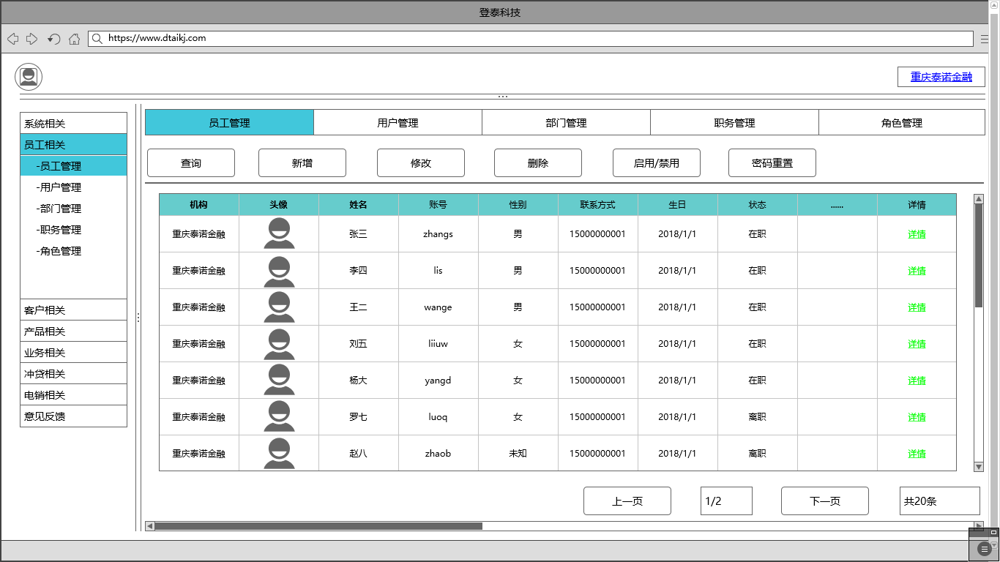 登泰科技
https://www.dtaikj.com
重庆泰诺金融
系统相关
员工相关
-员工管理
-用户管理
-部门管理
-职务管理
-角色管理
客户相关
产品相关
业务相关
冲贷相关
电销相关
意见反馈
员工管理 用户管理 部门管理 职务管理 角色管理
查询 新增 修改 删除 启用/禁用 密码重置
机构 头像 姓名 账号 性别 联系方式 生日 状态 ...... 详情
重庆泰诺金融 张三 zhangs 男 15000000001 2018/1/1 在职 详情
重庆泰诺金融 李四 lis 男 15000000001 2018/1/1 在职 详情
重庆泰诺金融 王二 wange 男 15000000001 2018/1/1 在职 详情
重庆泰诺金融 刘五 liiuw 女 15000000001 2018/1/1 在职 详情
重庆泰诺金融 杨大 yangd 女 15000000001 2018/1/1 在职 详情
重庆泰诺金融 罗七 luoq 女 15000000001 2018/1/1 离职 详情
重庆泰诺金融 赵八 zhaob 未知 15000000001 2018/1/1 离职 详情
上一页 1/2 下一页 共20条